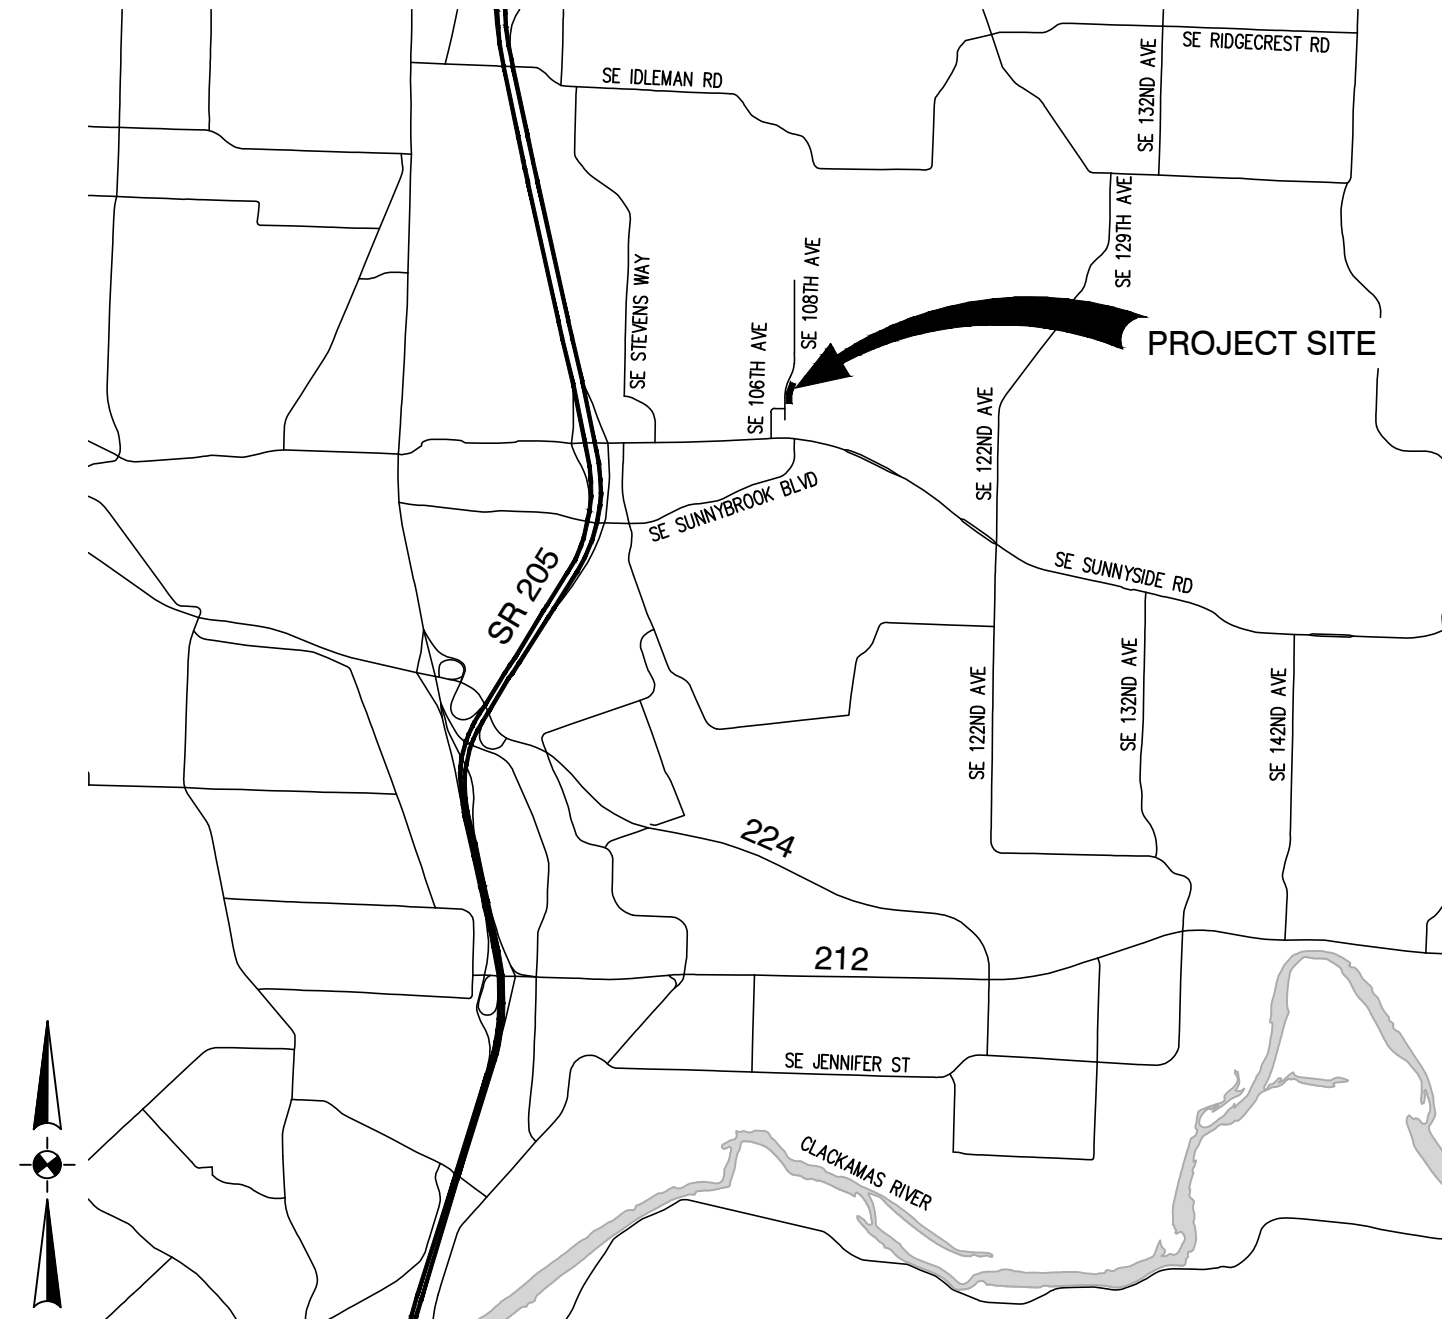 SE RIDGECREST RD
SE IDLEMAN RD
SE 132ND AVE
SE 129TH AVE
SE STEVENS WAY
SE 108TH AVE
SE 106TH AVE
PROJECT SITE
SE 122ND AVE
SE SUNNYBROOK BLVD
SR 205
SE SUNNYSIDE RD
SE 122ND AVE
SE 132ND AVE
SE 142ND AVE
224
212
SE JENNIFER ST
CLACKAMAS RIVER